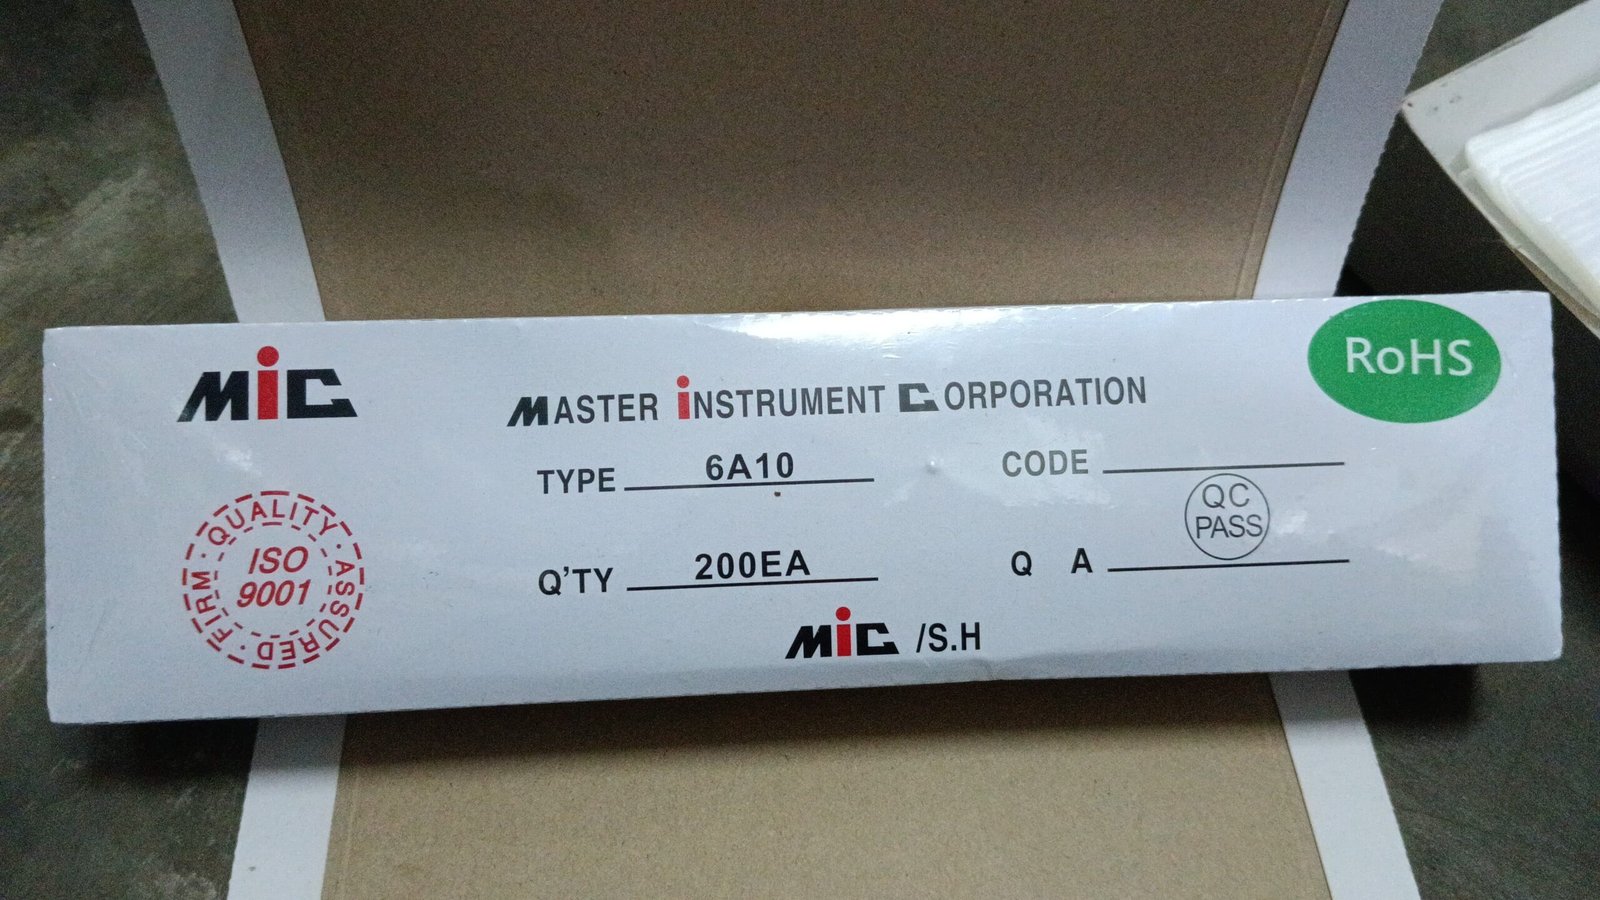 MiC
MASTER iNSTRUMENT CORPORATION
RoHS
TYPE 6A10
CODE
Q'TY 200EA
Q A
QC
PASS
FIRM · QUALITY · ASSURED ·
ISO
9001
MiC /S.H